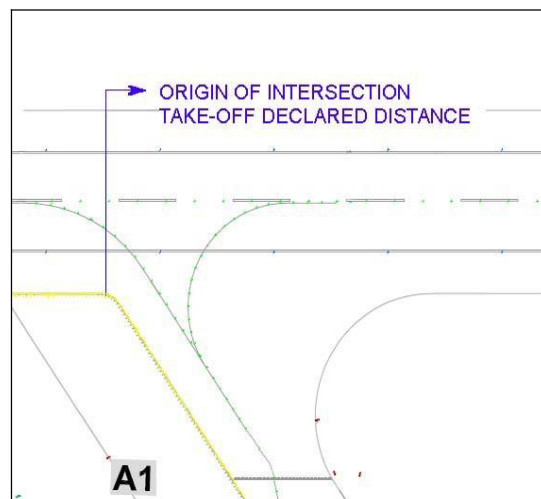 ORIGIN OF INTERSECTION
TAKE-OFF DECLARED DISTANCE
A1